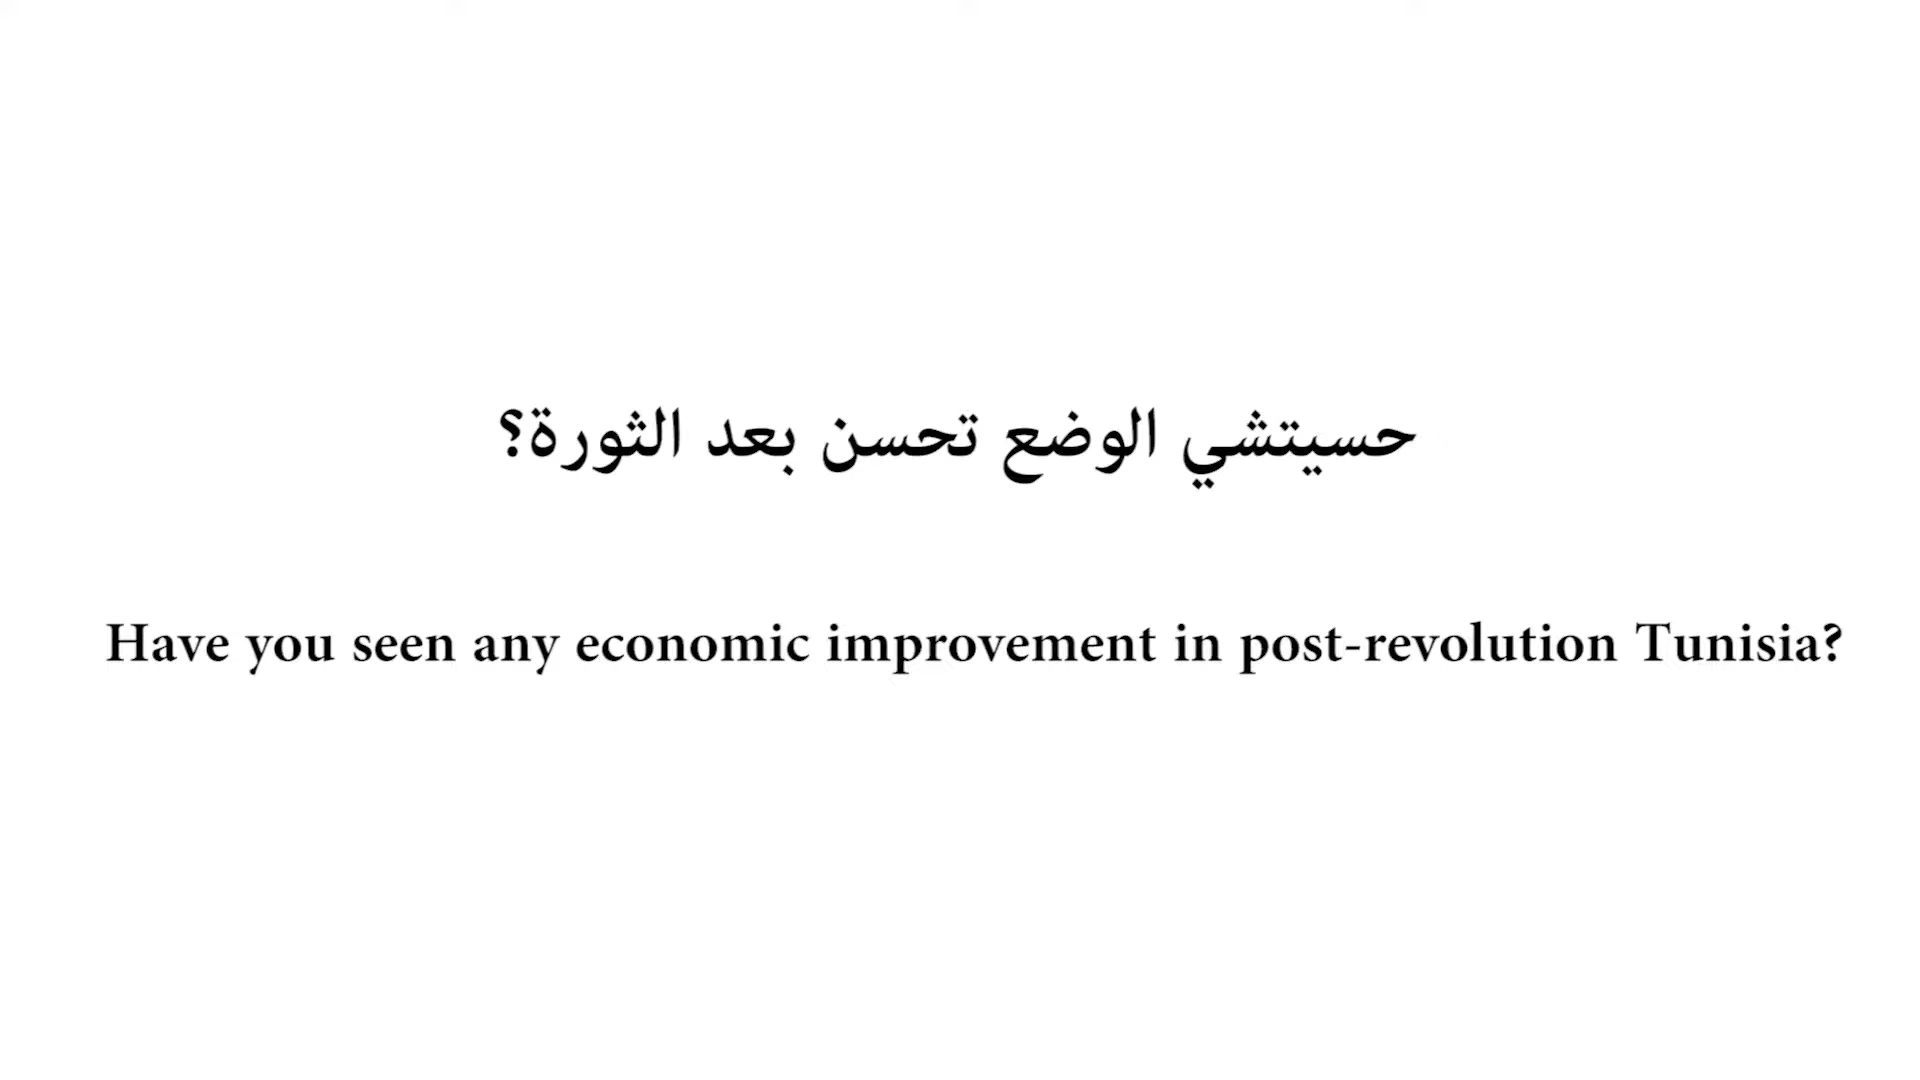 حسيتشي الوضع تحسن بعد الثورة؟
Have you seen any economic improvement in post-revolution Tunisia?